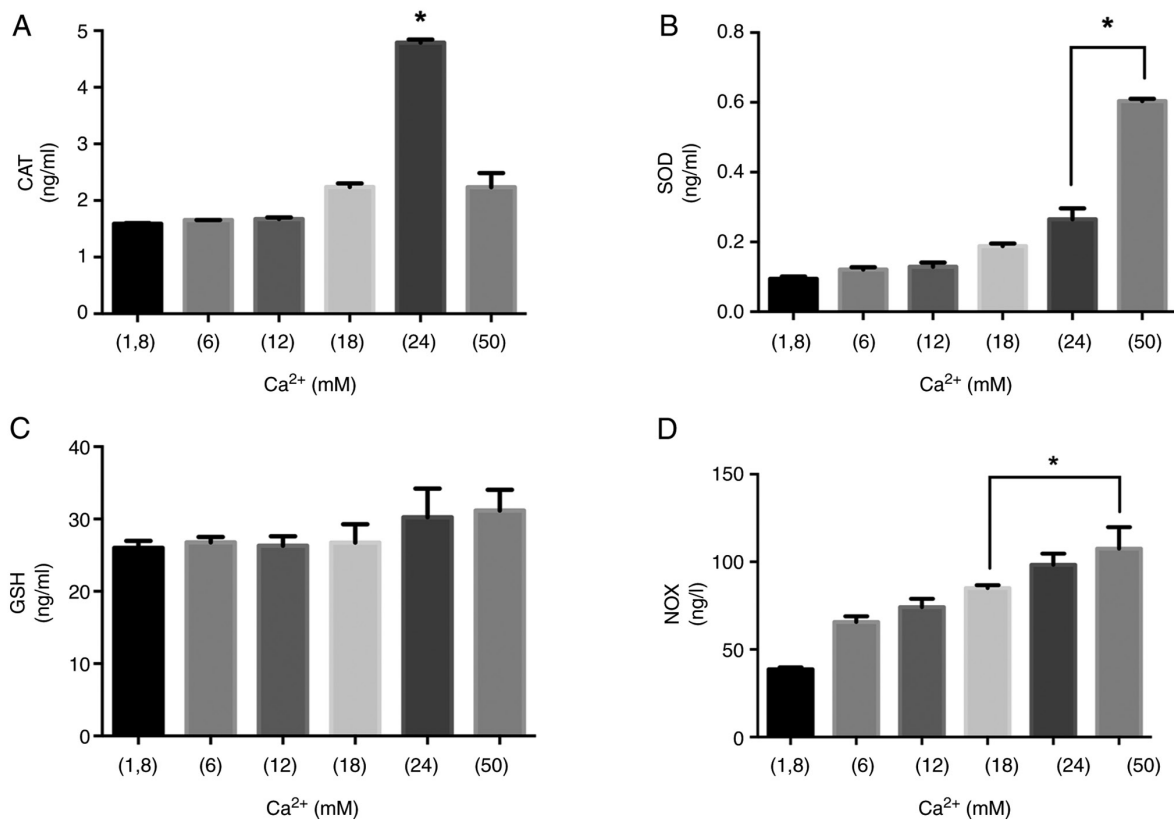 A
CAT
(ng/ml)
5
4
3
2
1
0
*
(1,8) (6) (12) (18) (24) (50)
Ca²⁺ (mM)
B
SOD
(ng/ml)
0.8
0.6
0.4
0.2
0.0
*
(1,8) (6) (12) (18) (24) (50)
Ca²⁺ (mM)
C
GSH
(ng/ml)
40
30
20
10
0
(1,8) (6) (12) (18) (24) (50)
Ca²⁺ (mM)
D
NOX
(ng/l)
150
100
50
0
*
(1,8) (6) (12) (18) (24) (50)
Ca²⁺ (mM)